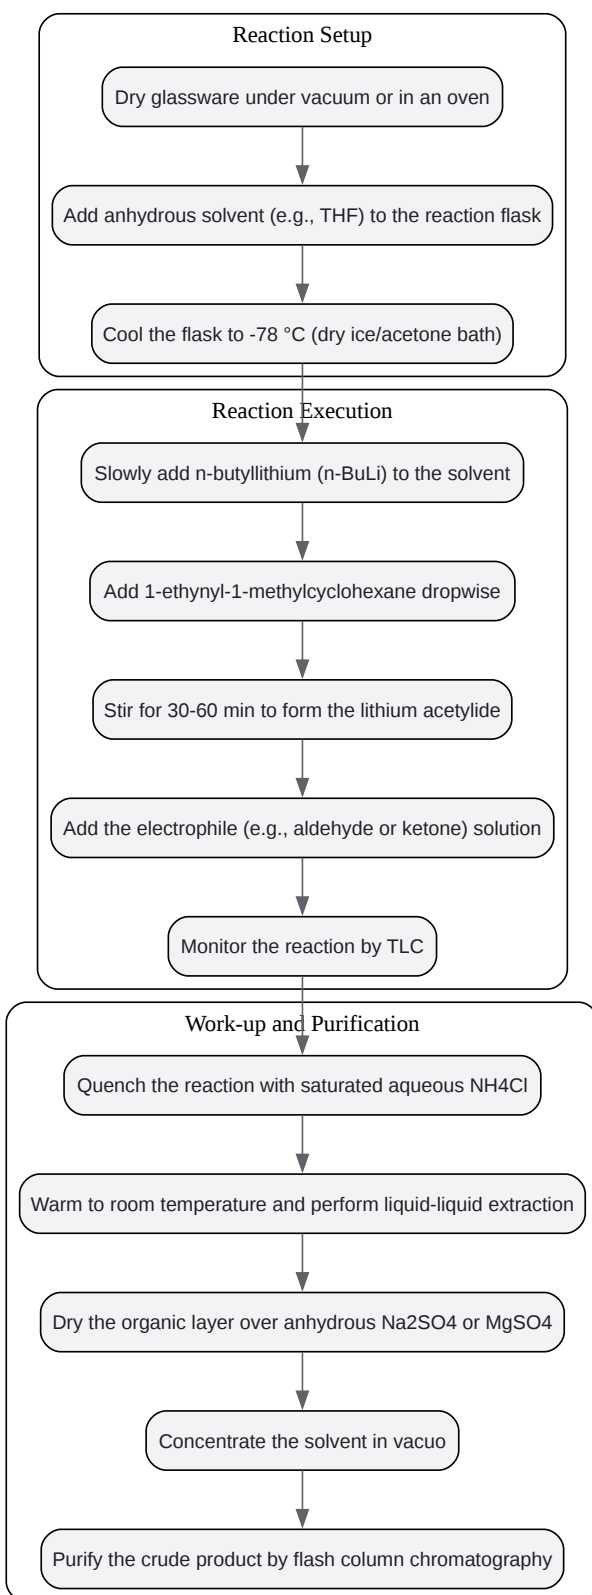 Reaction Setup
Dry glassware under vacuum or in an oven
Add anhydrous solvent (e.g., THF) to the reaction flask
Cool the flask to -78 °C (dry ice/acetone bath)
Reaction Execution
Slowly add n-butyllithium (n-BuLi) to the solvent
Add 1-ethynyl-1-methylcyclohexane dropwise
Stir for 30-60 min to form the lithium acetylide
Add the electrophile (e.g., aldehyde or ketone) solution
Monitor the reaction by TLC
Work-up and Purification
Quench the reaction with saturated aqueous NH4Cl
Warm to room temperature and perform liquid-liquid extraction
Dry the organic layer over anhydrous Na2SO4 or MgSO4
Concentrate the solvent in vacuo
Purify the crude product by flash column chromatography